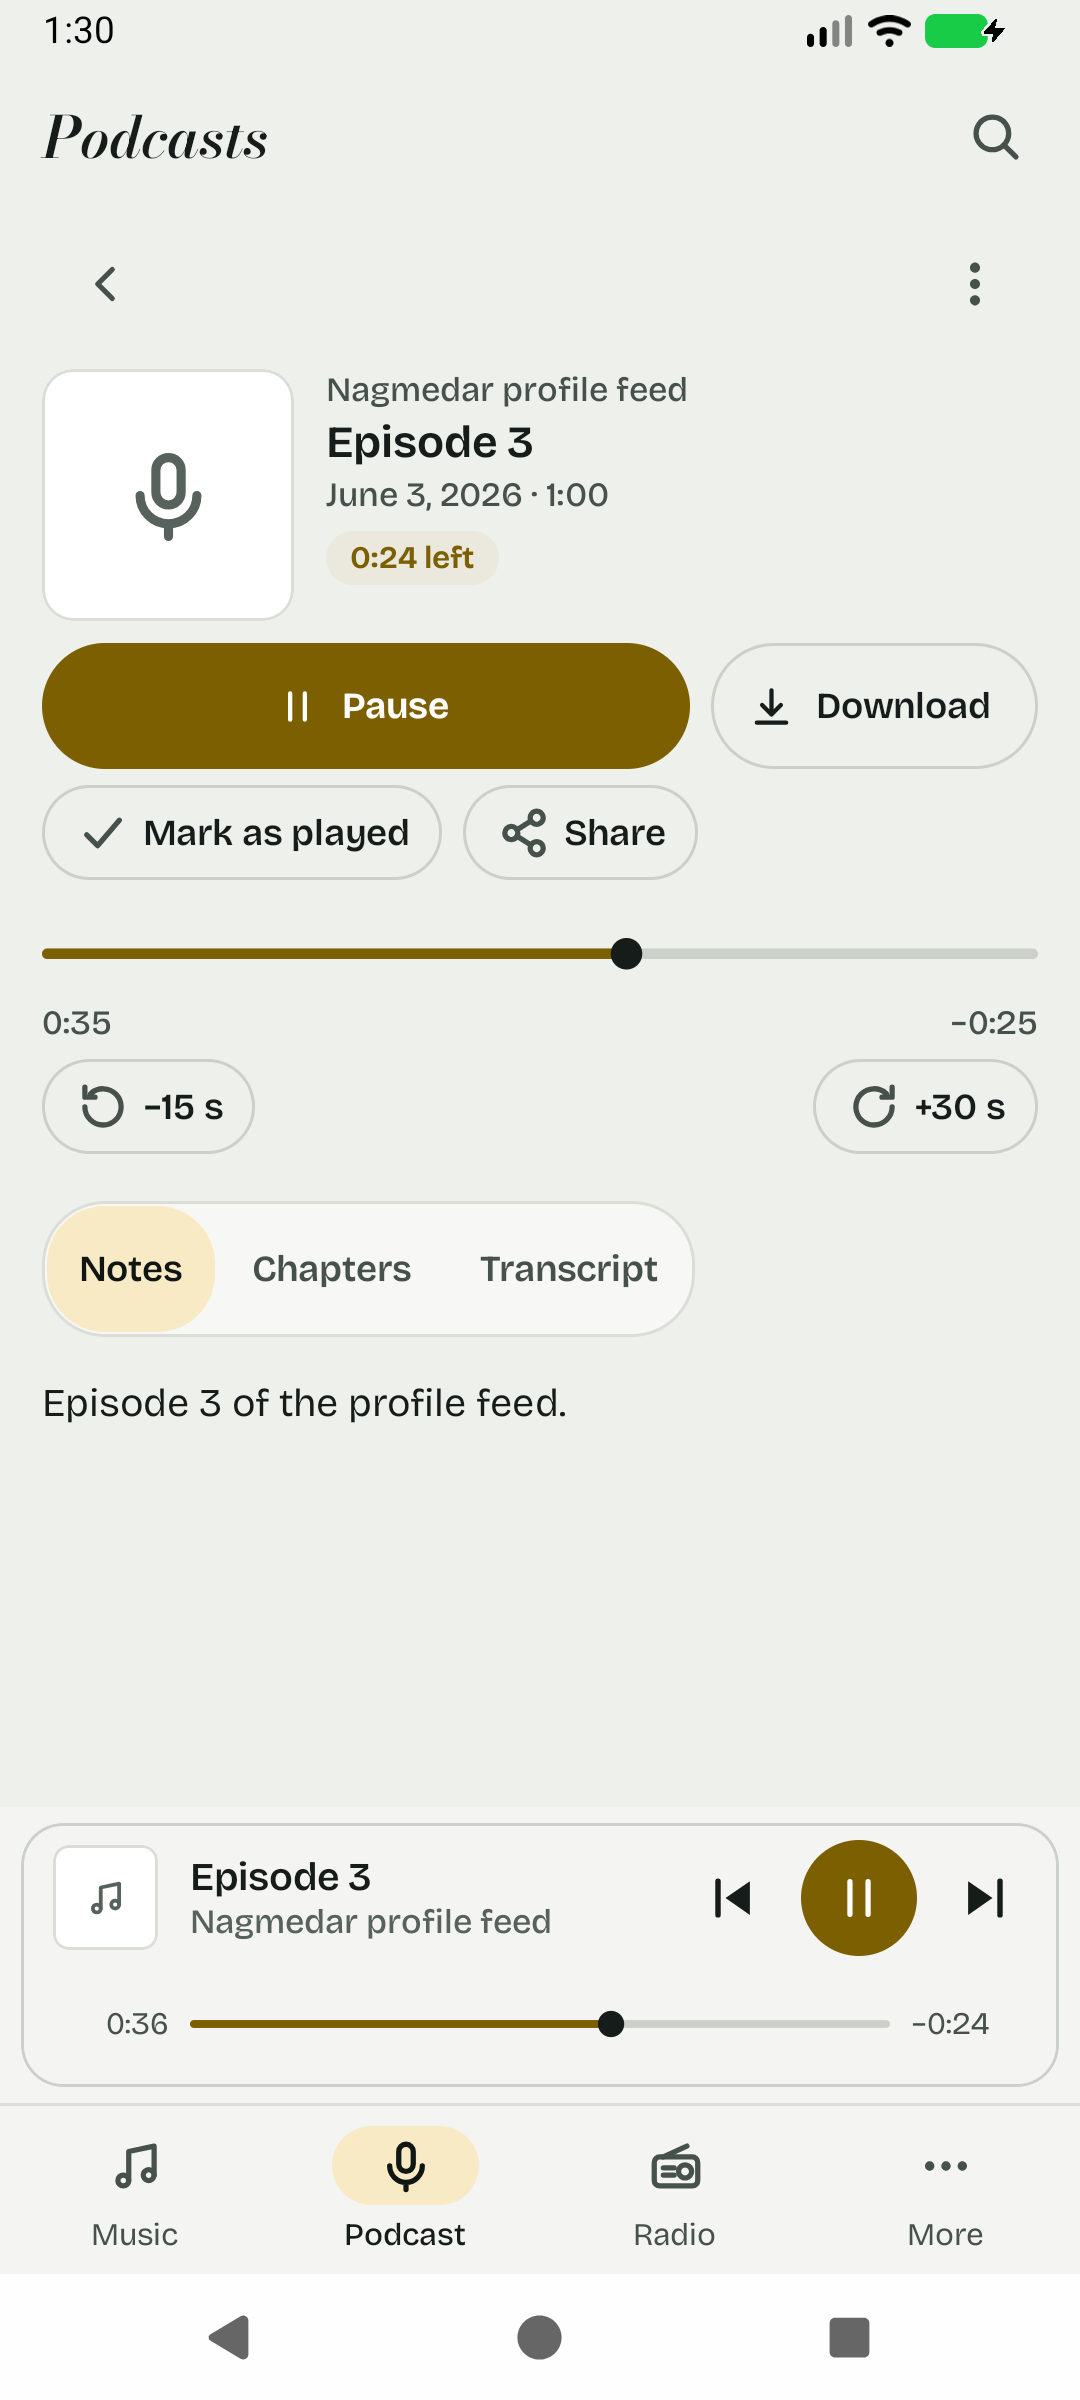 1:30
Podcasts
Nagmedar profile feed
Episode 3
June 3, 2026 · 1:00
0:24 left
Pause
Download
Mark as played
Share
0:35
−0:25
−15 s
+30 s
Notes
Chapters
Transcript
Episode 3 of the profile feed.
Episode 3
Nagmedar profile feed
0:36
−0:24
Music
Podcast
Radio
More